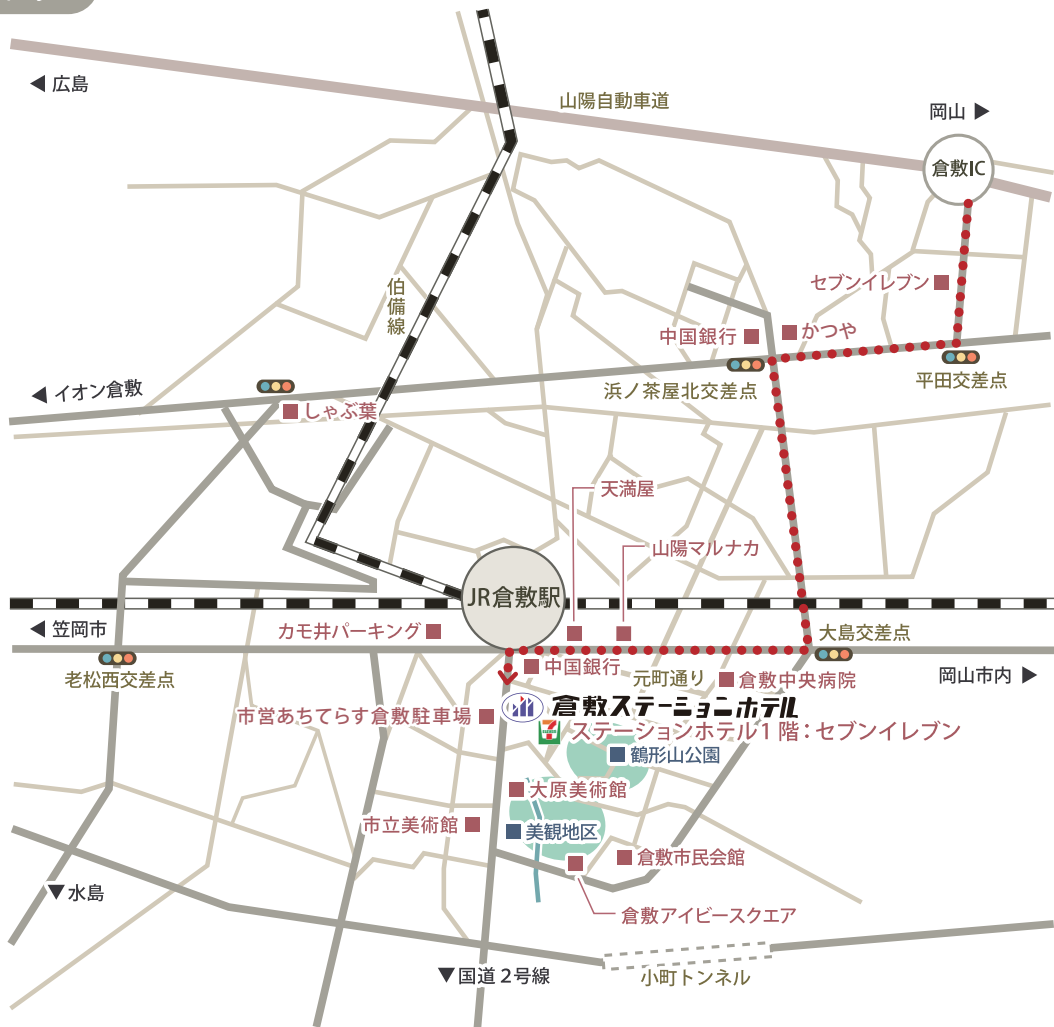 ◀ 広島
山陽自動車道
岡山 ▶
倉敷IC
伯備線
セブンイレブン
中国銀行
かつや
◀ イオン倉敷
浜ノ茶屋北交差点
平田交差点
しゃぶ葉
天満屋
山陽マルナカ
JR倉敷駅
◀ 笠岡市
カモ井パーキング
大島交差点
老松西交差点
中国銀行
元町通り
倉敷中央病院
岡山市内 ▶
市営あちてらす倉敷駐車場
倉敷ステーションホテル
ステーションホテル1階：セブンイレブン
鶴形山公園
大原美術館
市立美術館
美観地区
倉敷市民会館
▼水島
倉敷アイビースクエア
▼国道2号線
小町トンネル